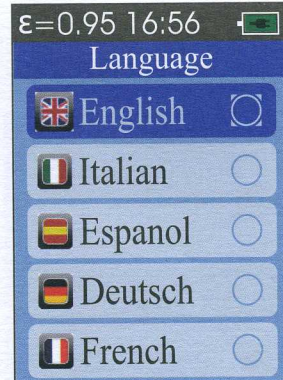 ε=0.95 16:56
Language
English
Italian
Espanol
Deutsch
French